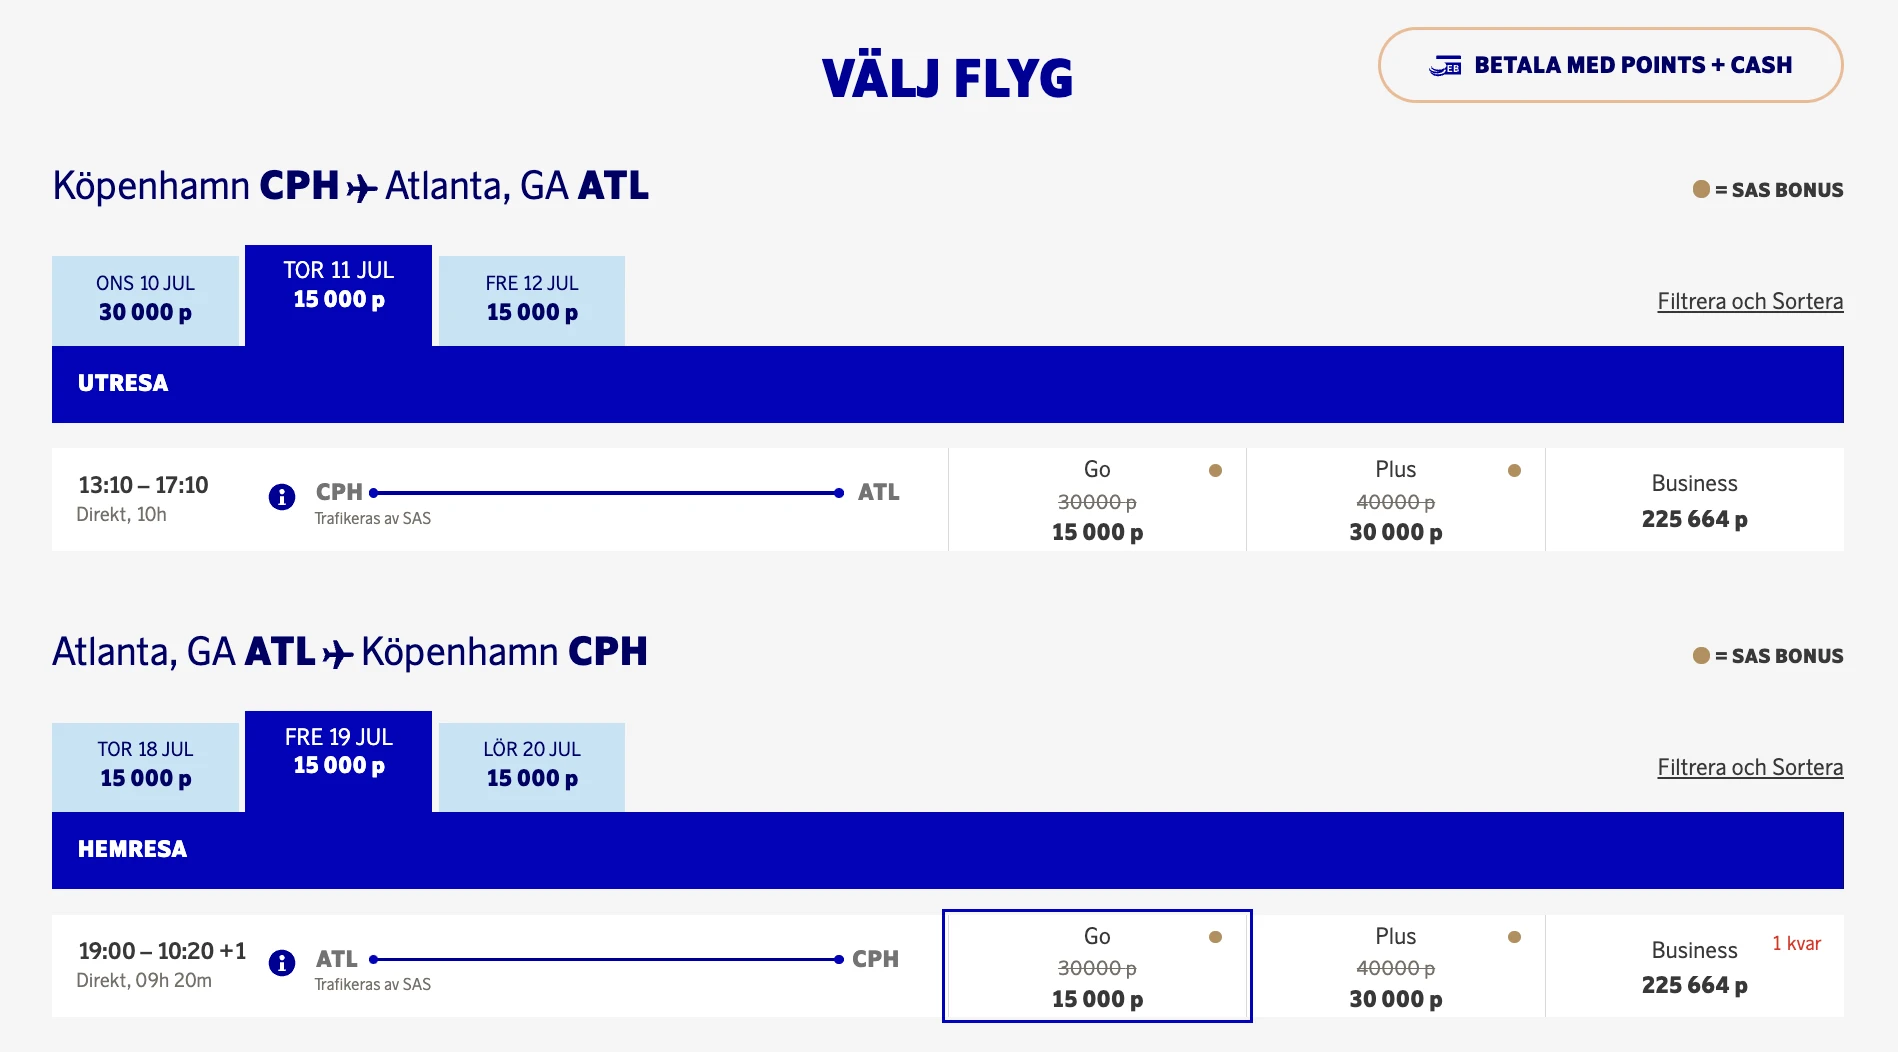 VÄLJ FLYG
EB BETALA MED POINTS + CASH
Köpenhamn CPH Atlanta, GA ATL
= SAS BONUS
ONS 10 JUL
30 000 p
TOR 11 JUL
15 000 p
FRE 12 JUL
15 000 p
Filtrera och Sortera
UTRESA
13:10 – 17:10
Direkt, 10h
i
CPH ATL
Trafikeras av SAS
Go
30000 p
15 000 p
Plus
40000 p
30 000 p
Business
225 664 p
Atlanta, GA ATL Köpenhamn CPH
= SAS BONUS
TOR 18 JUL
15 000 p
FRE 19 JUL
15 000 p
LÖR 20 JUL
15 000 p
Filtrera och Sortera
HEMRESA
19:00 – 10:20 +1
Direkt, 09h 20m
i
ATL CPH
Trafikeras av SAS
Go
30000 p
15 000 p
Plus
40000 p
30 000 p
Business
1 kvar
225 664 p